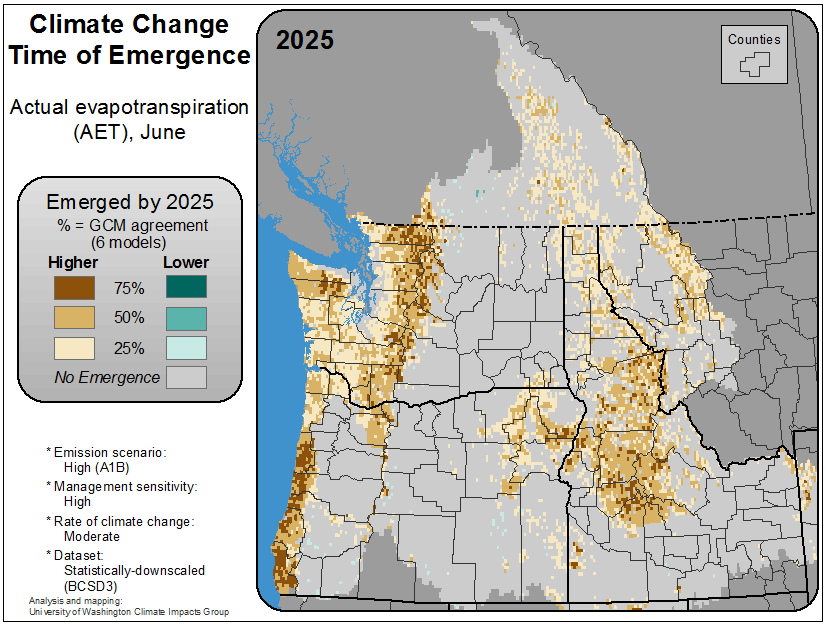 Climate Change
Time of Emergence
Actual evapotranspiration
(AET), June
Emerged by 2025
% = GCM agreement
(6 models)
Higher Lower
75%
50%
25%
No Emergence
* Emission scenario:
High (A1B)
* Management sensitivity:
High
* Rate of climate change:
Moderate
* Dataset:
Statistically-downscaled
(BCSD3)
Analysis and mapping:
University of Washington Climate Impacts Group
2025
Counties